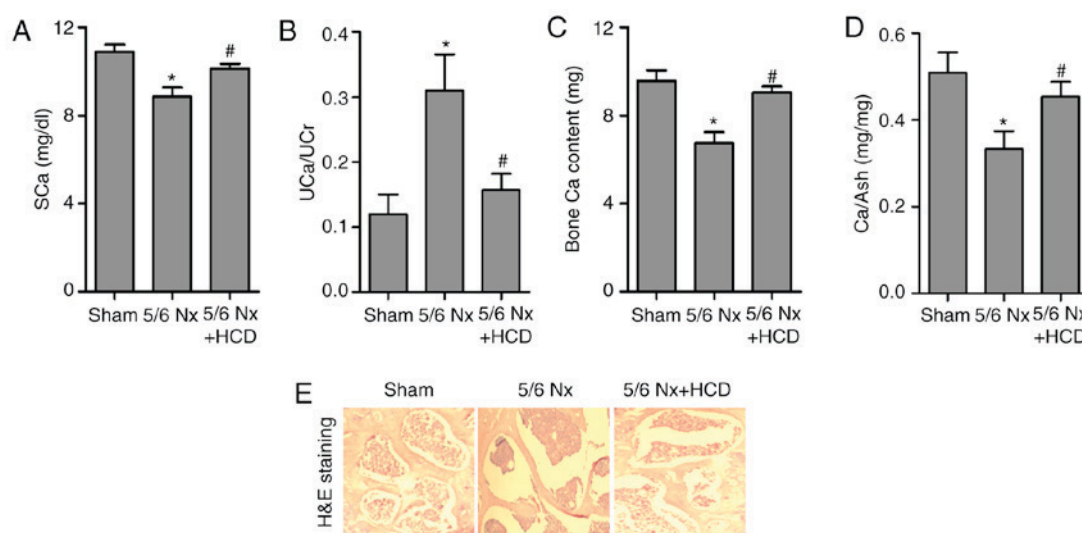 A
SCa (mg/dl)
12
8
4
0
*
#
Sham 5/6 Nx 5/6 Nx
+HCD
B
UCa/UCr
0.4
0.3
0.2
0.1
0.0
*
#
Sham 5/6 Nx 5/6 Nx
+HCD
C
Bone Ca content (mg)
12
8
4
0
*
#
Sham 5/6 Nx 5/6 Nx
+HCD
D
Ca/Ash (mg/mg)
0.6
0.4
0.2
0.0
*
#
Sham 5/6 Nx 5/6 Nx
+HCD
E
Sham 5/6 Nx 5/6 Nx+HCD
H&E staining